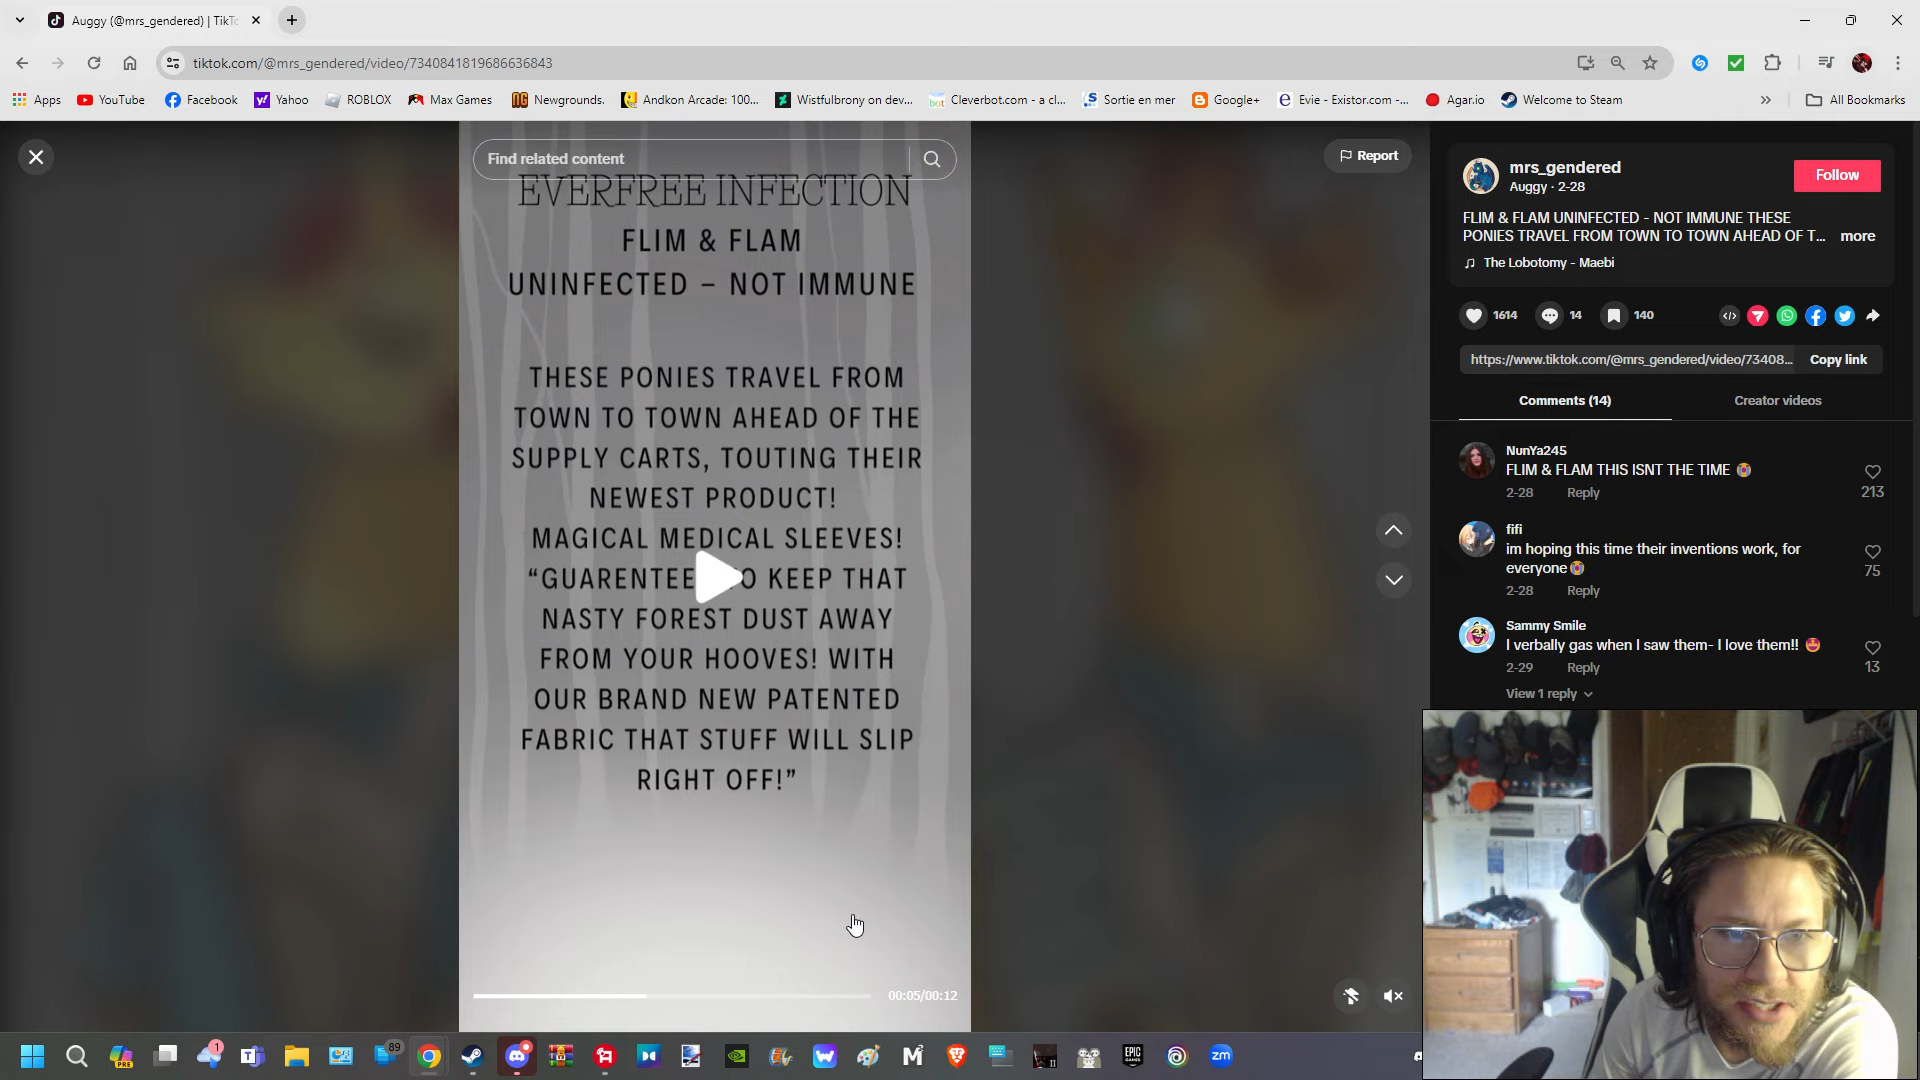 Auggy (@mrs_gendered) | TikTo
tiktok.com/@mrs_gendered/video/7340841819686636843
Apps
YouTube
Facebook
Yahoo
ROBLOX
Max Games
Newgrounds.
Andkon Arcade: 100...
Wistfulbrony on dev...
Cleverbot.com - a cl...
Sortie en mer
Google+
Evie - Existor.com -...
Agar.io
Welcome to Steam
All Bookmarks
Find related content
Report
EVERFREE INFECTION
FLIM & FLAM
UNINFECTED – NOT IMMUNE
THESE PONIES TRAVEL FROM
TOWN TO TOWN AHEAD OF THE
SUPPLY CARTS, TOUTING THEIR
NEWEST PRODUCT!
MAGICAL MEDICAL SLEEVES!
“GUARENTEE O KEEP THAT
NASTY FOREST DUST AWAY
FROM YOUR HOOVES! WITH
OUR BRAND NEW PATENTED
FABRIC THAT STUFF WILL SLIP
RIGHT OFF!”
00:05/00:12
mrs_gendered
Auggy · 2-28
Follow
FLIM & FLAM UNINFECTED - NOT IMMUNE THESE
PONIES TRAVEL FROM TOWN TO TOWN AHEAD OF T... more
The Lobotomy - Maebi
1614
14
140
https://www.tiktok.com/@mrs_gendered/video/73408...
Copy link
Comments (14)
Creator videos
NunYa245
FLIM & FLAM THIS ISNT THE TIME 😭
2-28 Reply
213
fifi
im hoping this time their inventions work, for
everyone😭
2-28 Reply
75
Sammy Smile
I verbally gas when I saw them- I love them!! 🤩
2-29 Reply
13
View 1 reply
PRE
1
89
EPIC
GAMES
zm